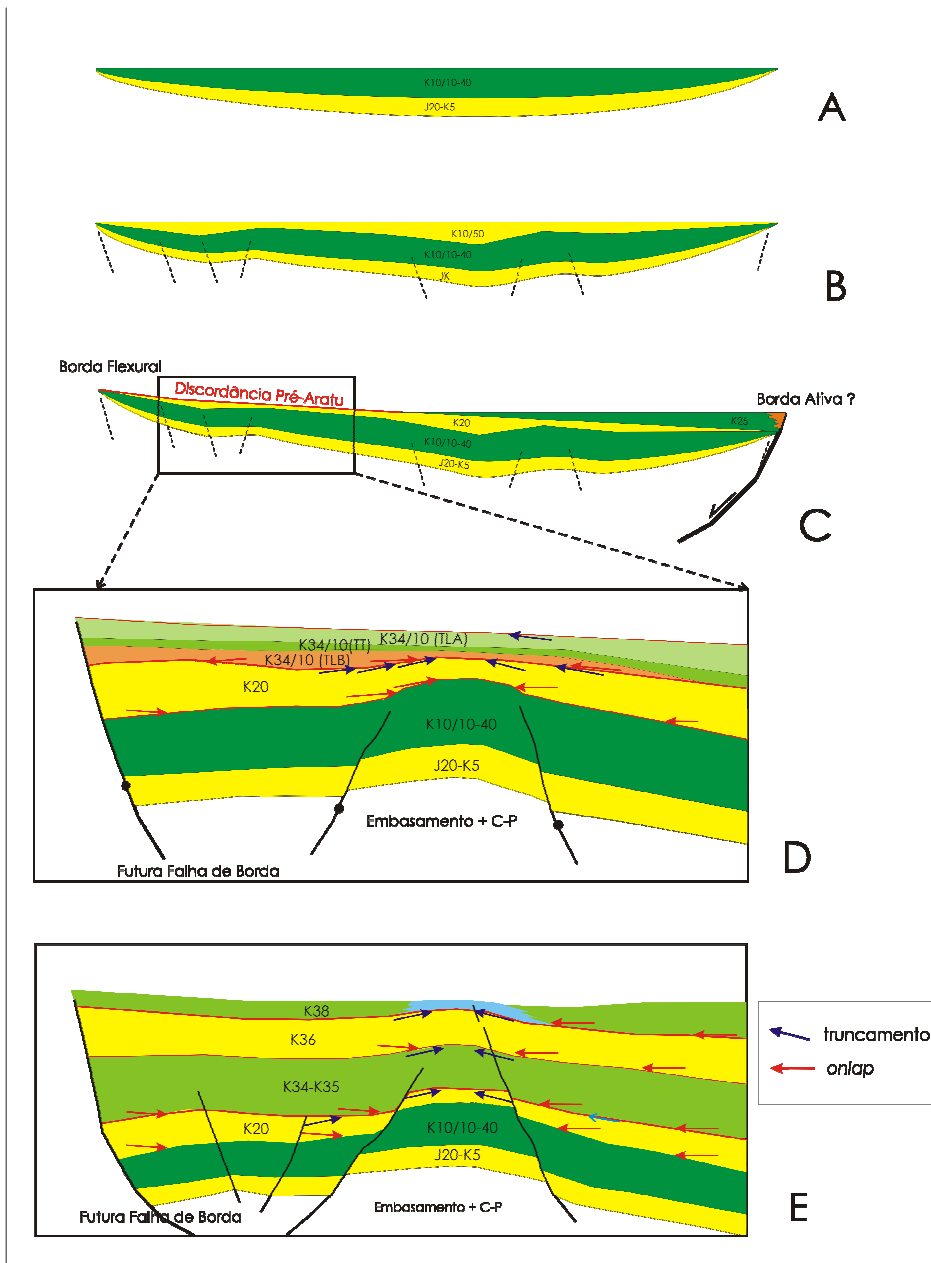 K10/10-40
J20-K5
A
K10/50
K10/10-40
JK
B
Borda Flexural
Discordância Pré-Aratu
Borda Ativa ?
K20
K25
K10/10-40
J20-K5
C
K34/10 (TLA)
K34/10(TT)
K34/10 (TLB)
K20
K10/10-40
J20-K5
Embasamento + C-P
Futura Falha de Borda
D
K38
K36
K34-K35
K20
K10/10-40
J20-K5
Futura Falha de Borda
Embasamento + C-P
E
truncamento
onlap